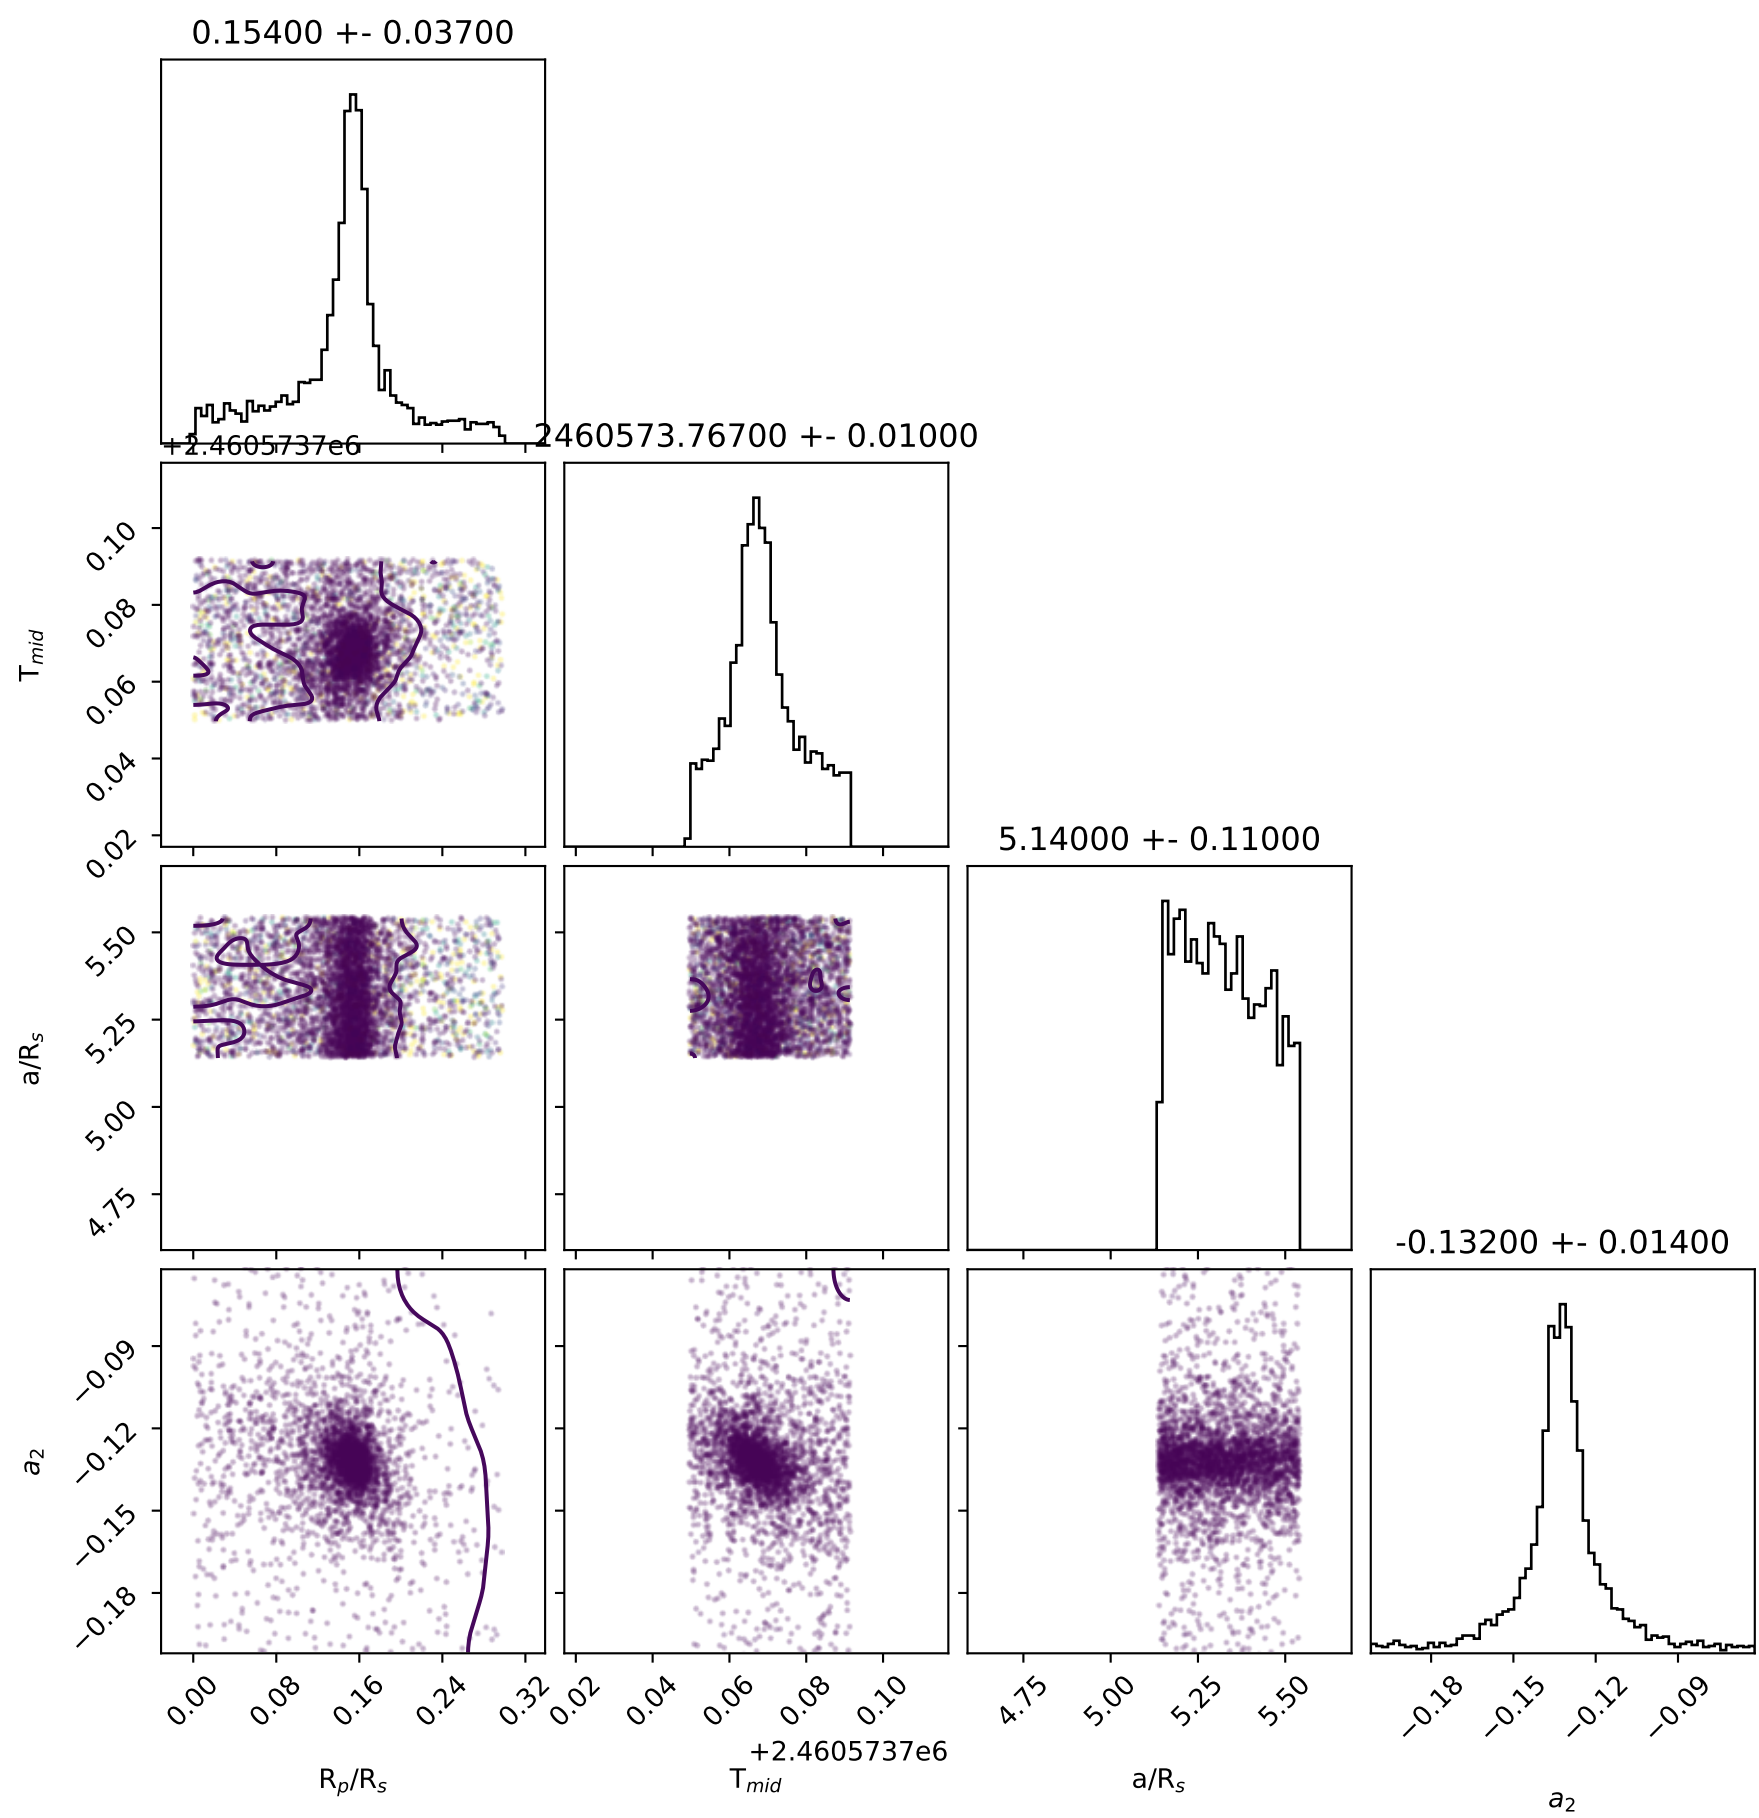 0.15400 +- 0.03700
+2.4605737e6
2460573.76700 +- 0.01000
0.10
0.08
0.06
0.04
0.02
T_mid
5.14000 +- 0.11000
5.50
5.25
5.00
4.75
a/R_s
-0.13200 +- 0.01400
−0.09
−0.12
−0.15
−0.18
a_2
0.00
0.08
0.16
0.24
0.32
0.02
0.04
0.06
0.08
0.10
4.75
5.00
5.25
5.50
−0.18
−0.15
−0.12
−0.09
+2.4605737e6
R_p/R_s
T_mid
a/R_s
a_2